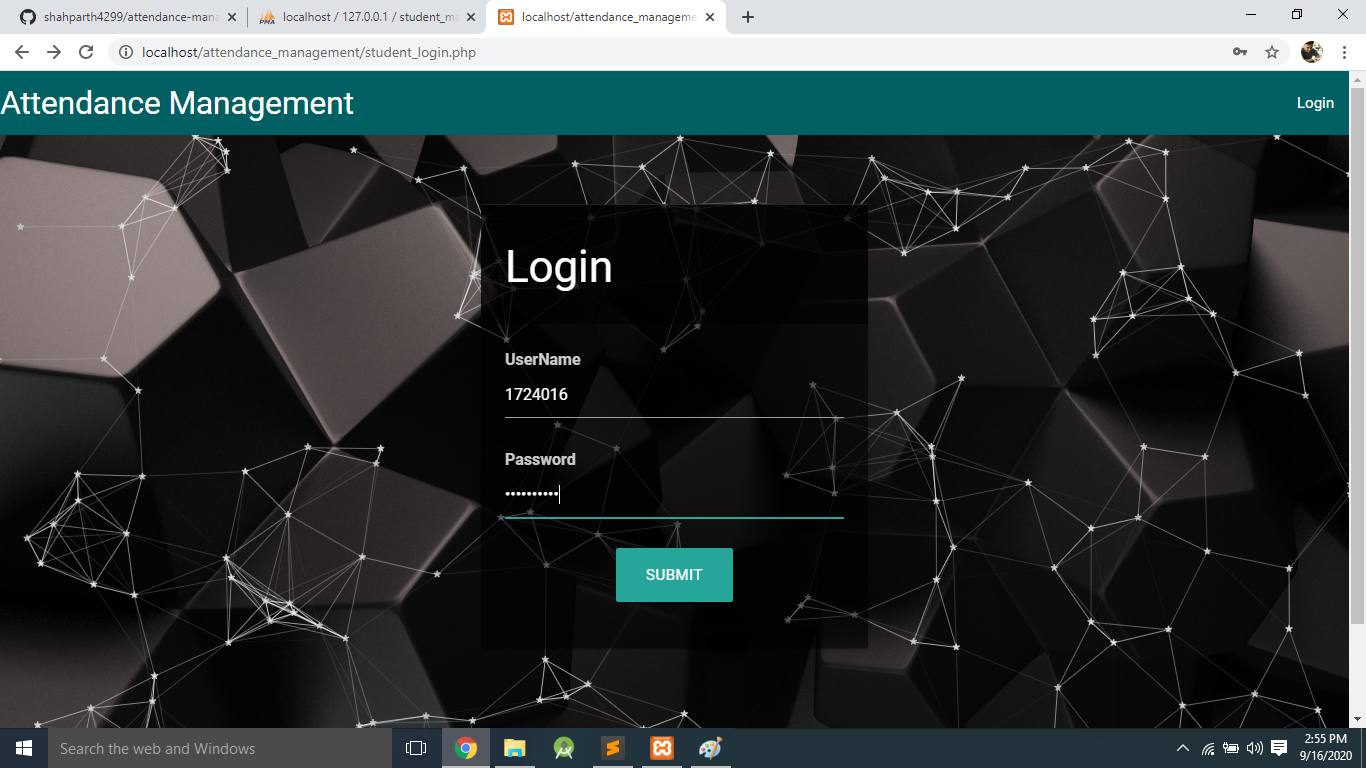 shahparth4299/attendance-mana
localhost / 127.0.0.1 / student_ma
localhost/attendance_manageme
localhost/attendance_management/student_login.php
Attendance Management
Login
Login
UserName
1724016
Password
••••••••••
SUBMIT
Search the web and Windows
2:55 PM
9/16/2020